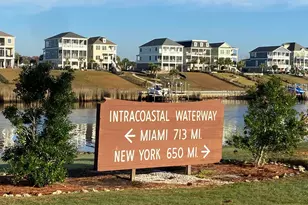 INTRACOASTAL WATERWAY
← MIAMI 713 MI
NEW YORK 650 MI →